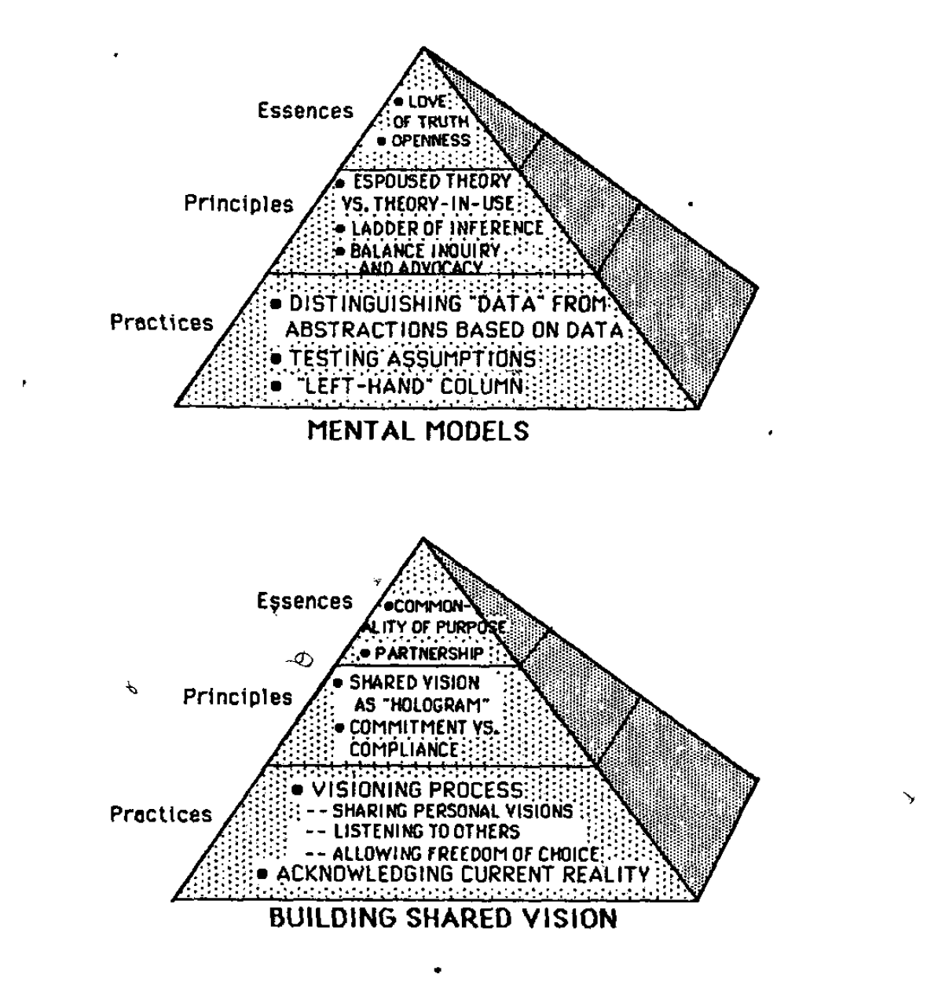 Essences
• LOVE
OF TRUTH
• OPENNESS
Principles
• ESPOUSED THEORY
VS. THEORY-IN-USE
• LADDER OF INFERENCE
• BALANCE INQUIRY
AND ADVOCACY
Practices
• DISTINGUISHING "DATA" FROM
ABSTRACTIONS BASED ON DATA
• TESTING ASSUMPTIONS
• "LEFT-HAND" COLUMN
MENTAL MODELS
Essences
• COMMON-
ALITY OF PURPOSE
• PARTNERSHIP
Principles
• SHARED VISION
AS "HOLOGRAM"
• COMMITMENT VS.
COMPLIANCE
Practices
• VISIONING PROCESS
-- SHARING PERSONAL VISIONS
-- LISTENING TO OTHERS
-- ALLOWING FREEDOM OF CHOICE
• ACKNOWLEDGING CURRENT REALITY
BUILDING SHARED VISION